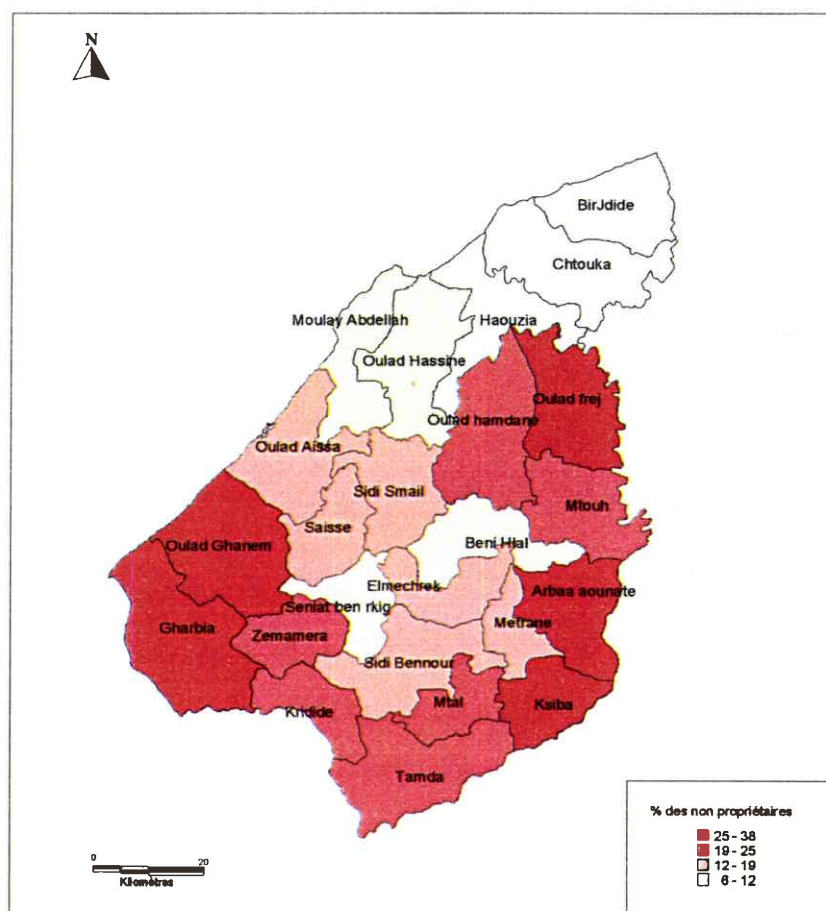 N
BirJdide
Chtouka
Moulay Abdellah
Haouzia
Oulad Hassine
Oulad frej
Oulad hamdane
Oulad Aïssa
Sidi Smail
Mtouh
Saisse
Beni Hlal
Oulad Ghanem
Elmechrek
Arbaa aounate
Seniat ben rkig
Gharbia
Zemamera
Metrane
Sidi Bennour
Mtal
Ksiba
Kridide
Tamda
% des non propriétaires
25 - 38
19 - 25
12 - 19
6 - 12
0 20
Kilomètres